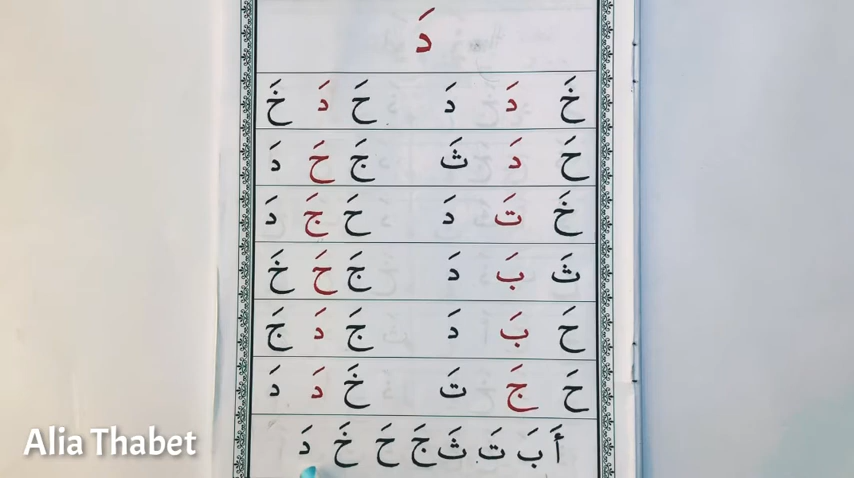 دَ
خَ دَ دَ حَ دَ خَ
حَ دَ ثَ جَ حَ دَ
خَ تَ دَ حَ جَ دَ
ثَ بَ دَ جَ حَ خَ
حَ بَ دَ جَ دَ جَ
حَ جَ تَ خَ دَ دَ
أَ بَ تَ ثَ جَ حَ خَ دَ
Alia Thabet